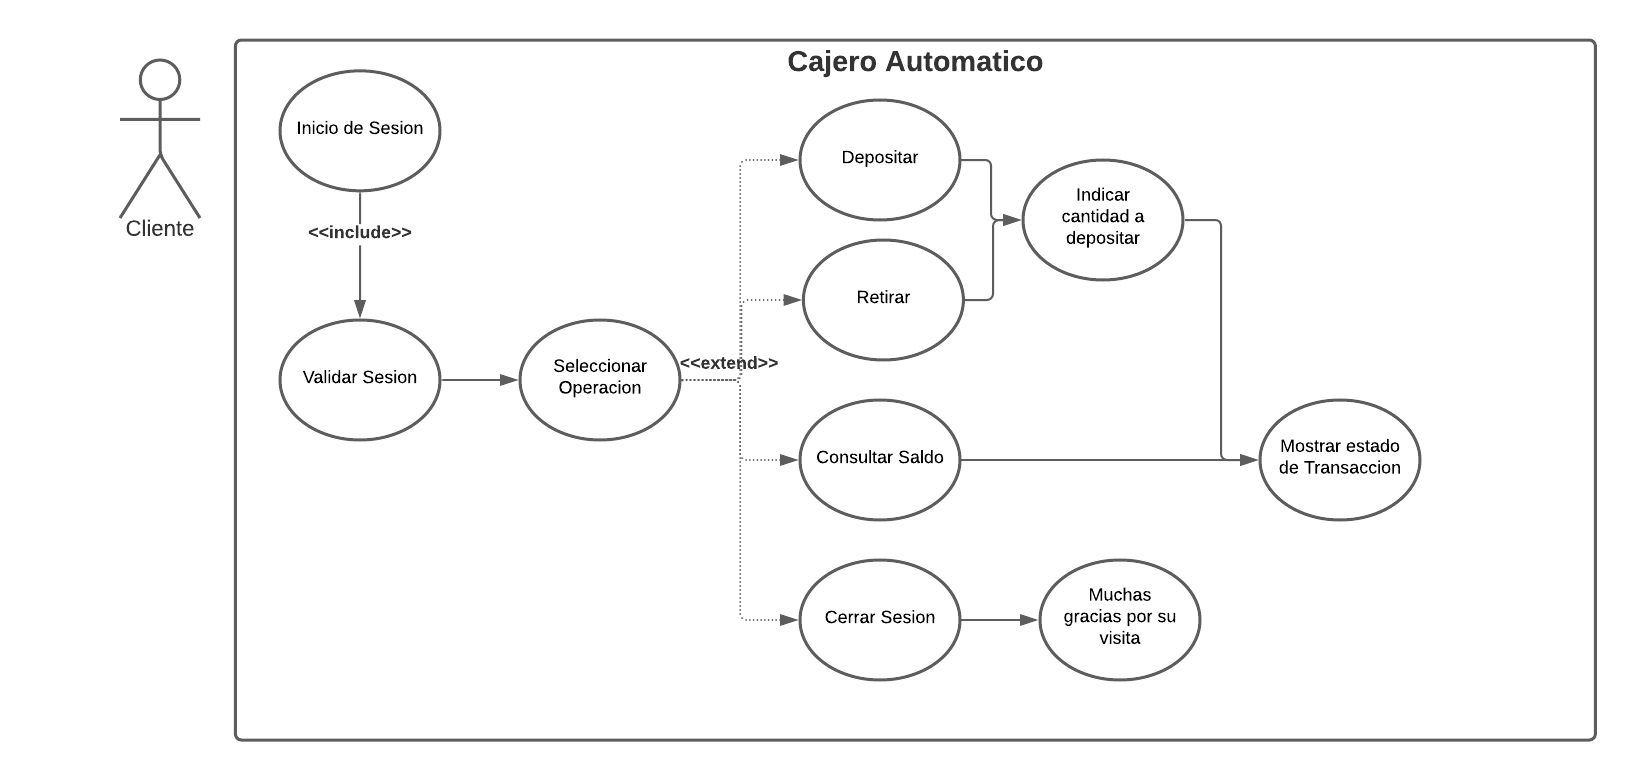 Cajero Automatico
Cliente
Inicio de Sesion
<<include>>
Validar Sesion
Seleccionar
Operacion
<<extend>>
Depositar
Retirar
Indicar
cantidad a
depositar
Consultar Saldo
Mostrar estado
de Transaccion
Cerrar Sesion
Muchas
gracias por su
visita